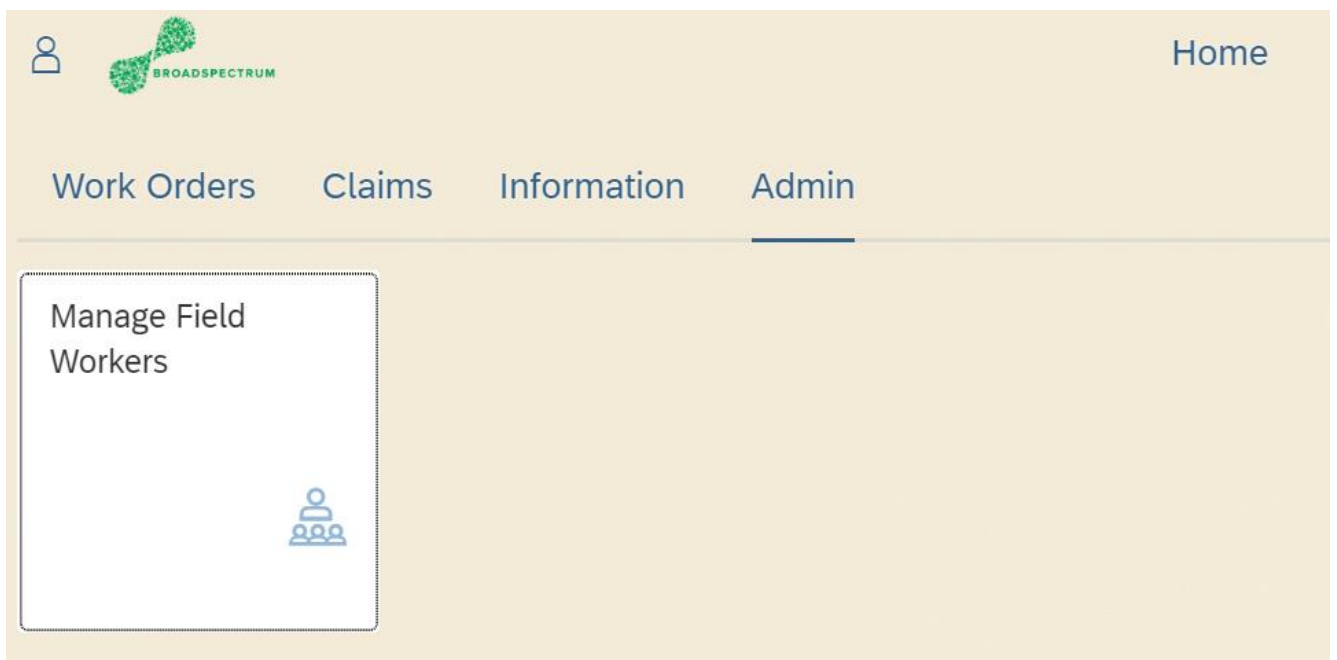 BROADSPECTRUM
Home
Work Orders Claims Information Admin
Manage Field
Workers